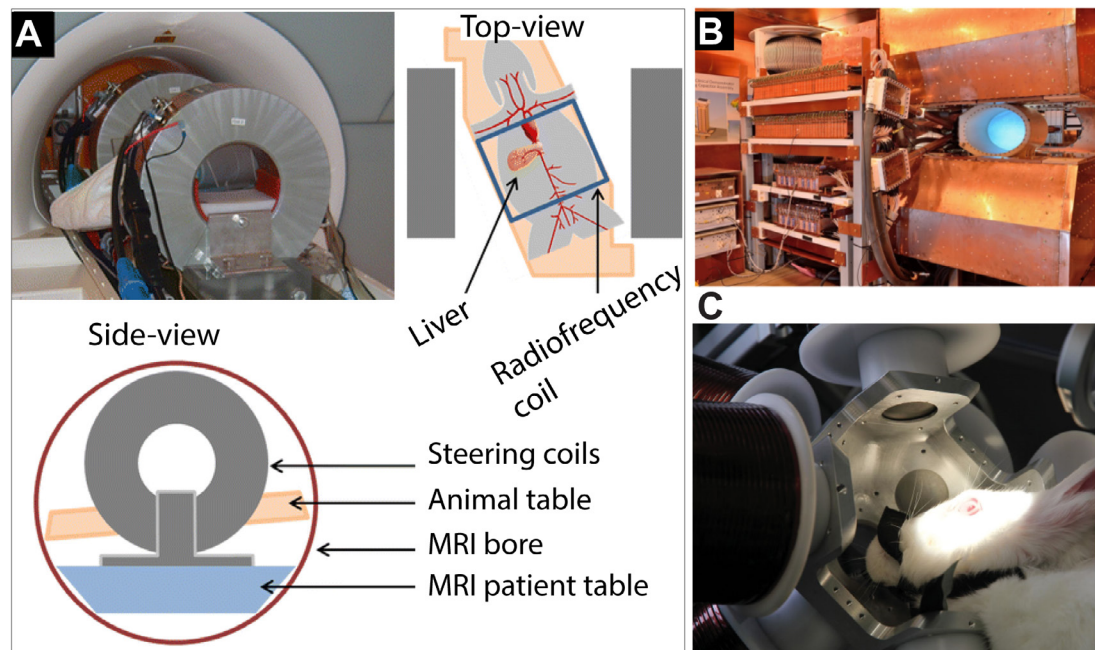 A
Top-view
B
Liver
Radiofrequency
coil
C
Side-view
Steering coils
Animal table
MRI bore
MRI patient table